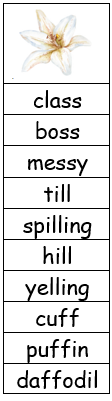 class
boss
messy
till
spilling
hill
yelling
cuff
puffin
daffodil